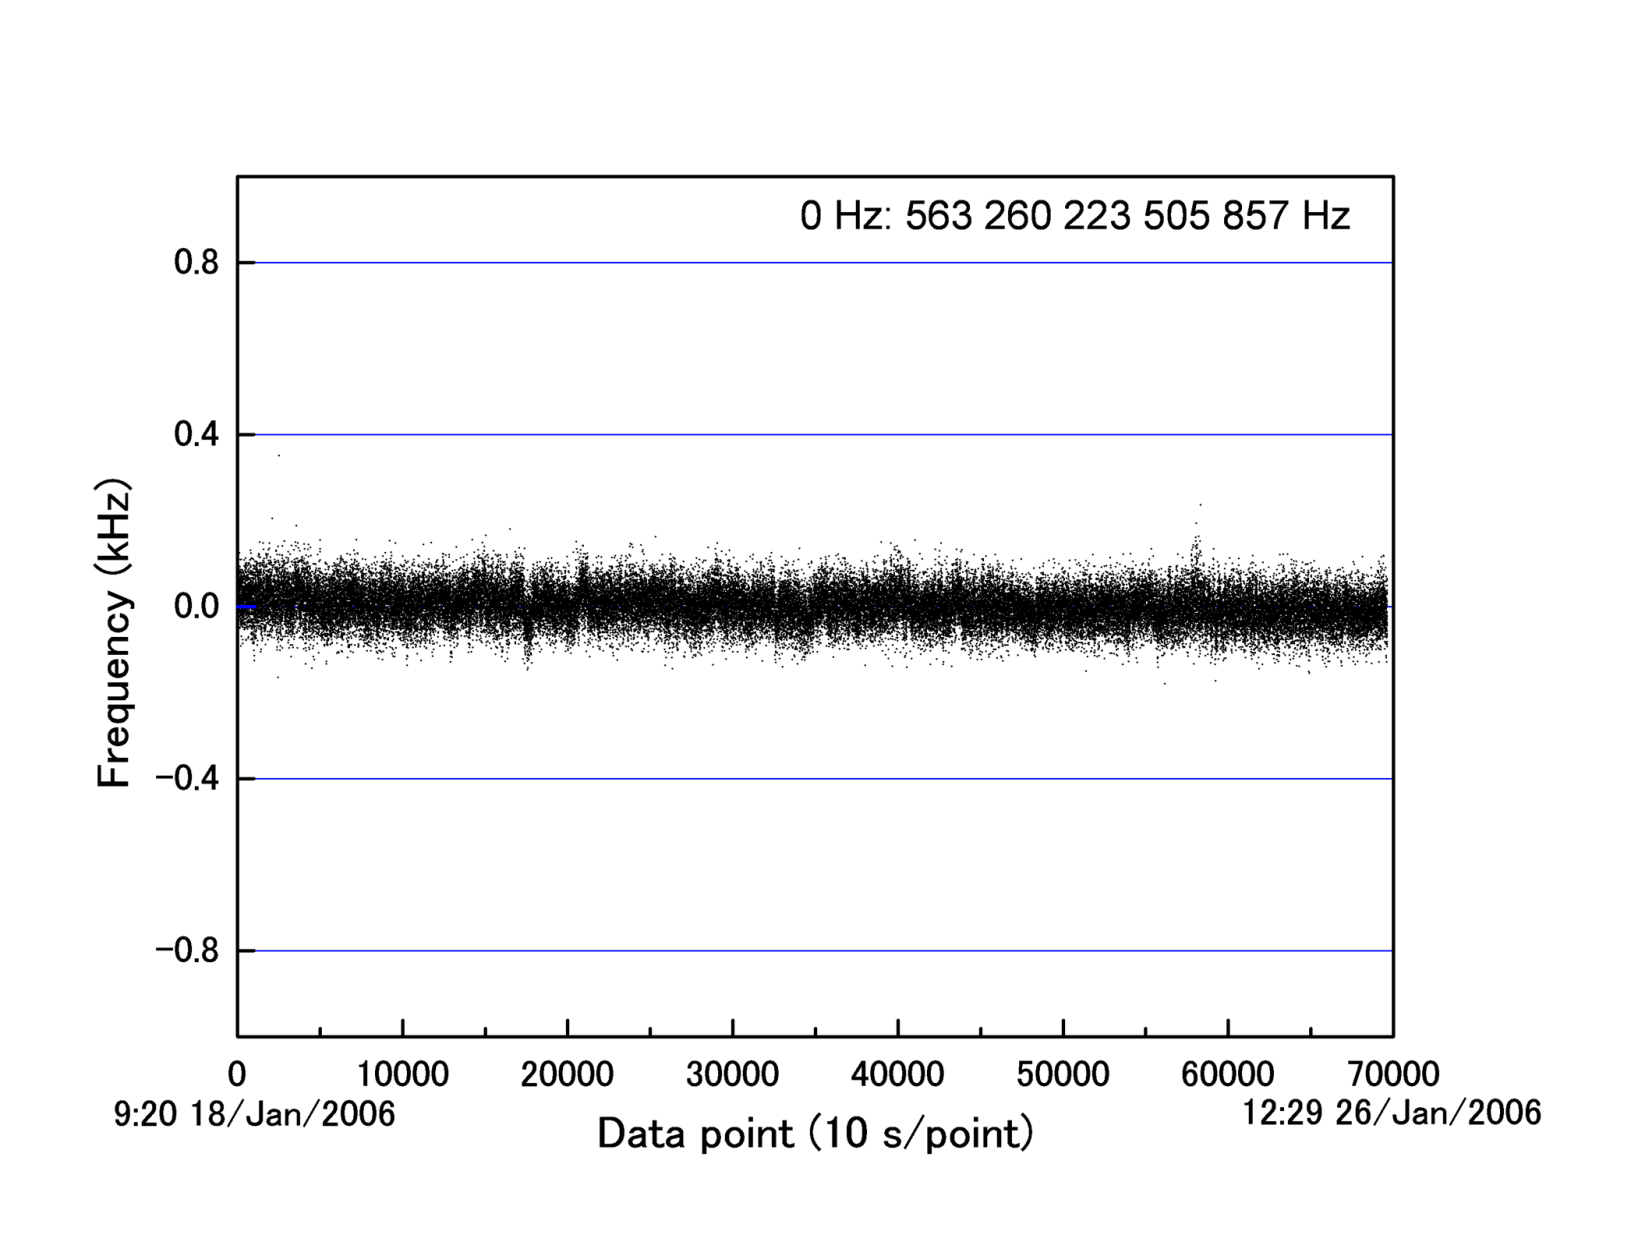 0 Hz: 563 260 223 505 857 Hz
0.8
0.4
0.0
−0.4
−0.8
Frequency (kHz)
0 10000 20000 30000 40000 50000 60000 70000
9:20 18/Jan/2006 12:29 26/Jan/2006
Data point (10 s/point)